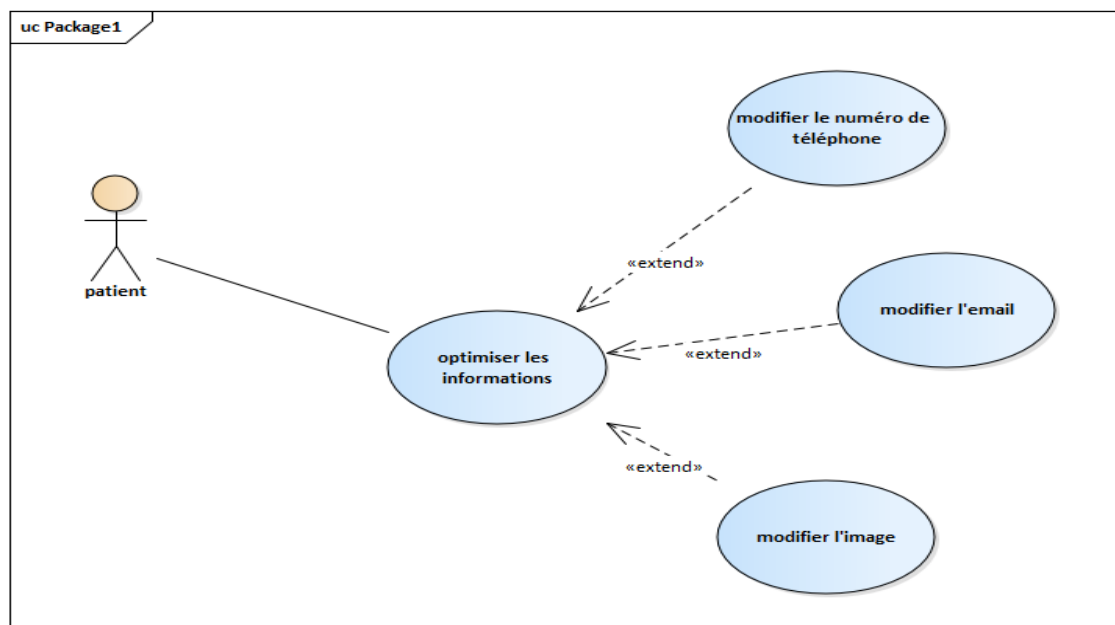 uc Package1
modifier le numéro de
téléphone
«extend»
patient
modifier l'email
«extend»
optimiser les
informations
«extend»
modifier l'image